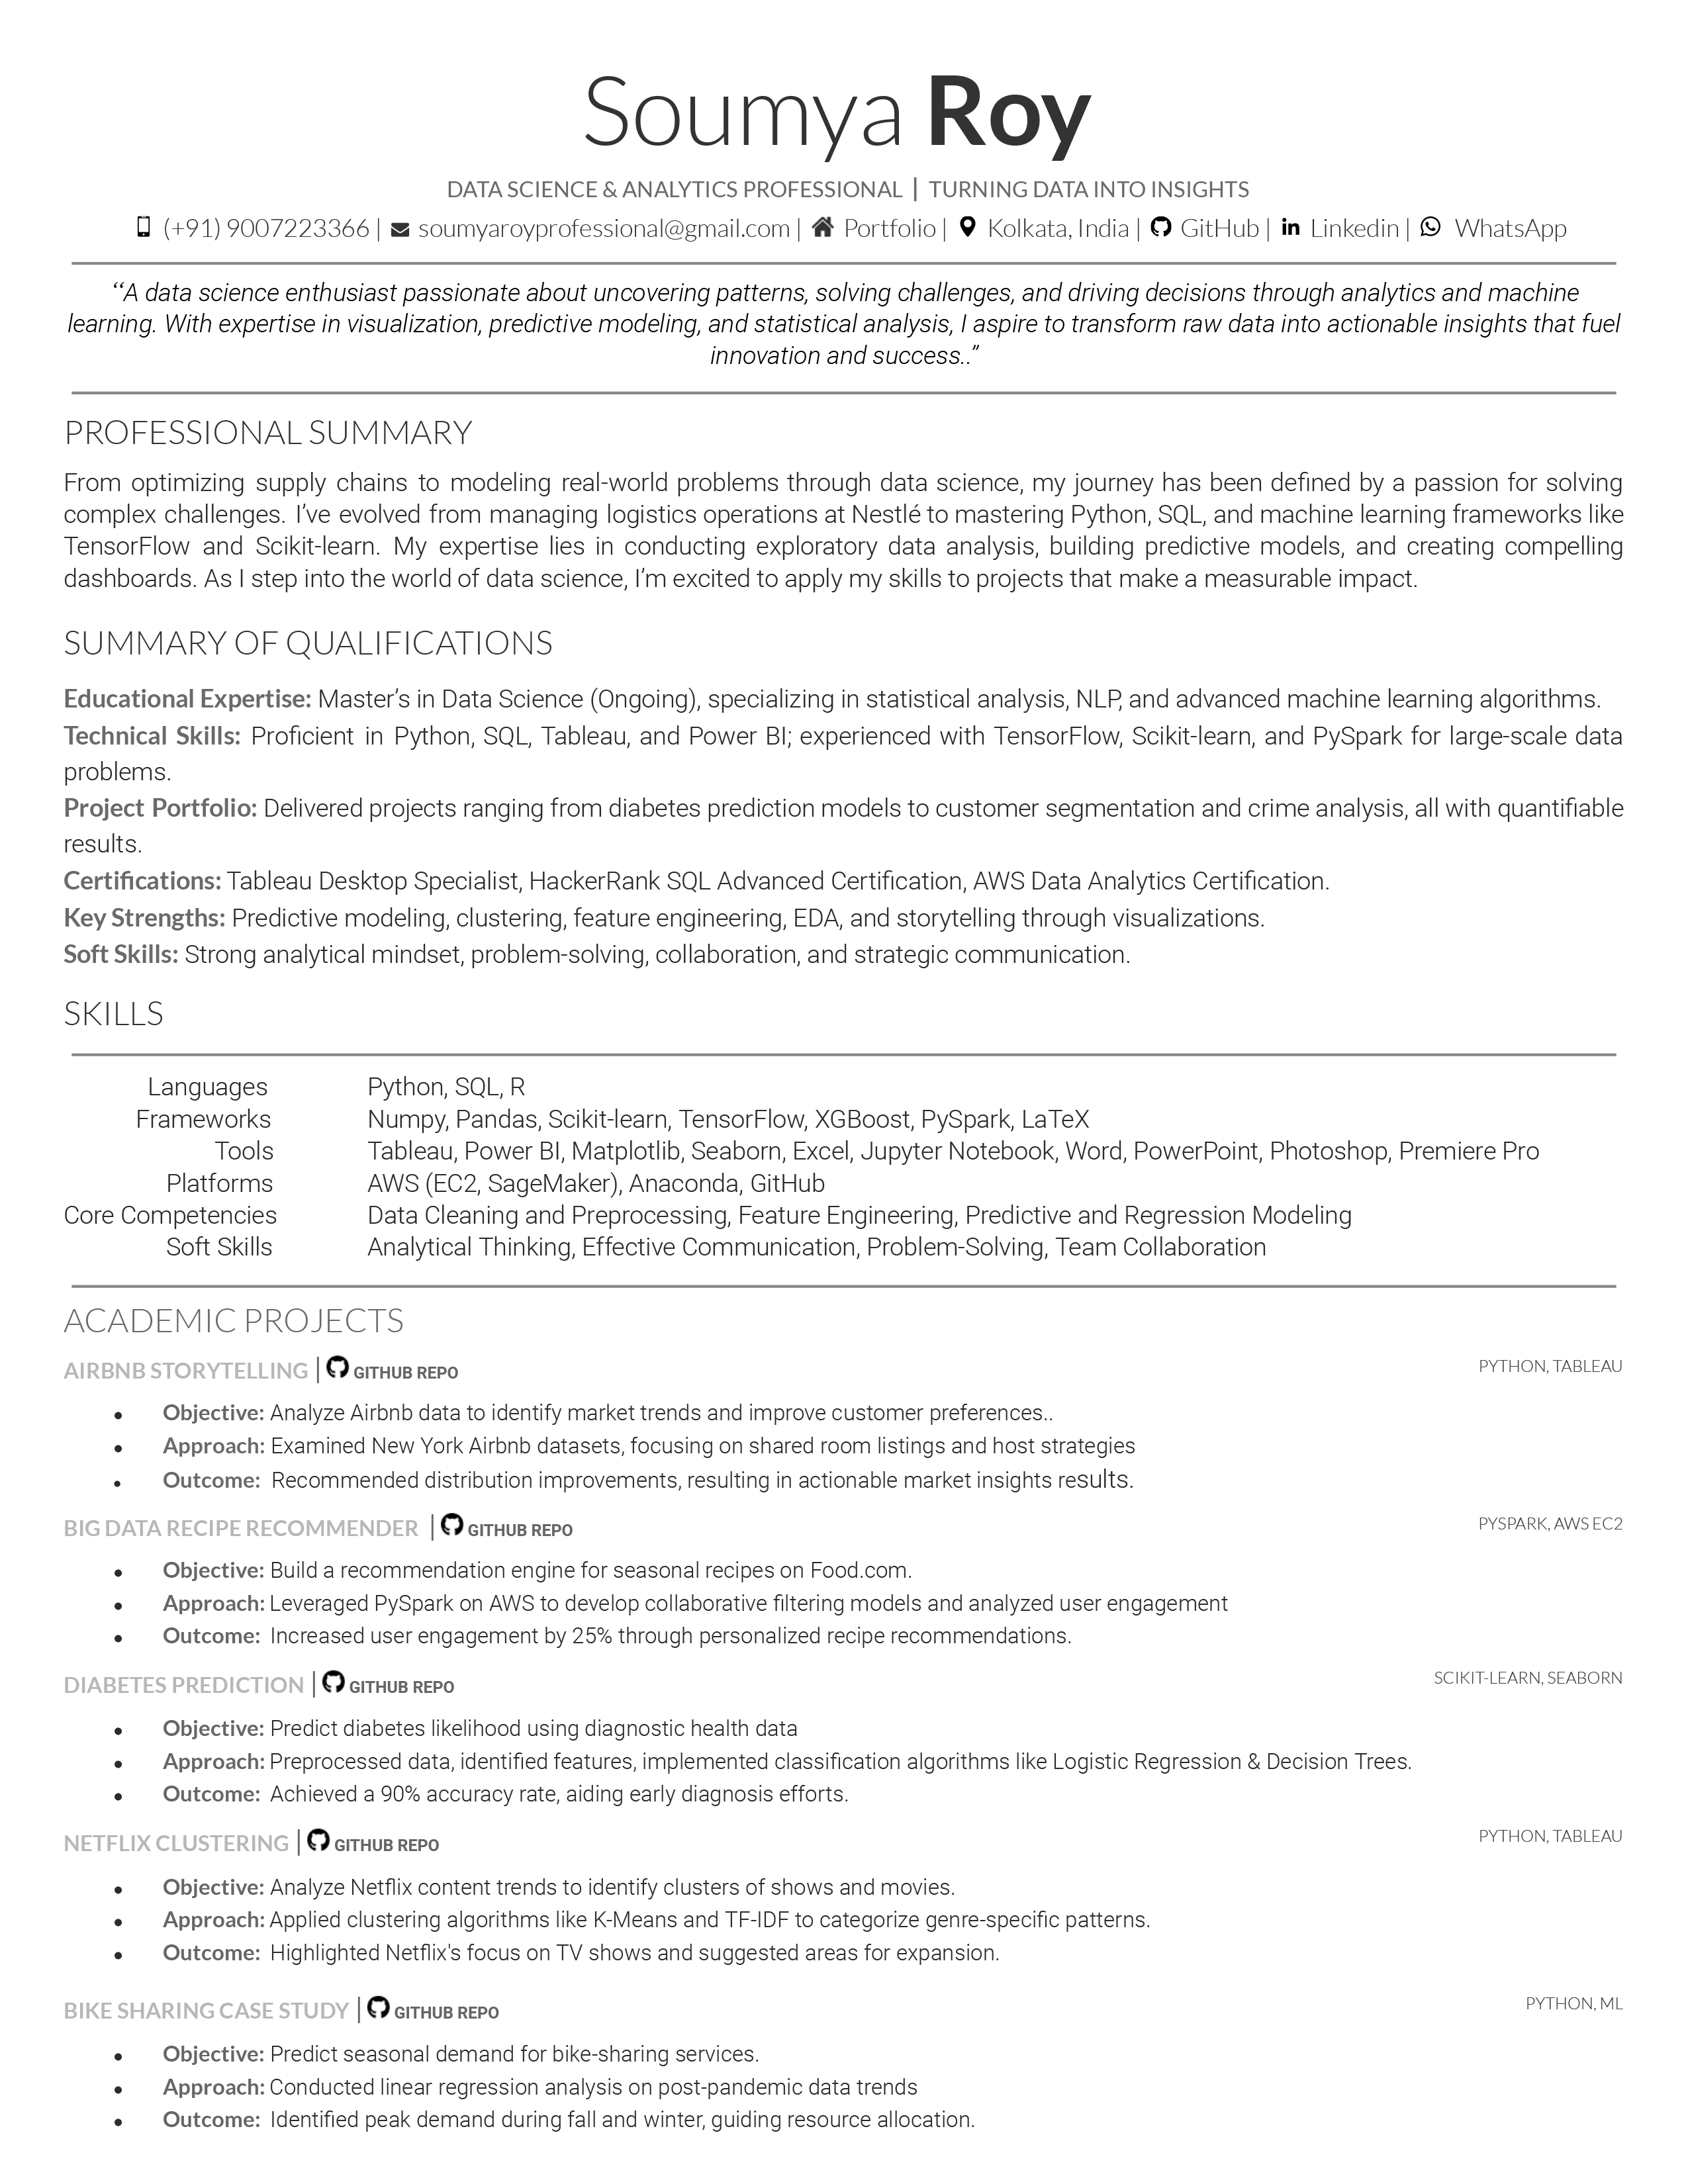 Soumya Roy
DATA SCIENCE & ANALYTICS PROFESSIONAL | TURNING DATA INTO INSIGHTS
(+91) 9007223366 | soumyaroyprofessional@gmail.com | Portfolio | Kolkata, India | GitHub | Linkedin | WhatsApp
“A data science enthusiast passionate about uncovering patterns, solving challenges, and driving decisions through analytics and machine
learning. With expertise in visualization, predictive modeling, and statistical analysis, I aspire to transform raw data into actionable insights that fuel
innovation and success..”
PROFESSIONAL SUMMARY
From optimizing supply chains to modeling real-world problems through data science, my journey has been defined by a passion for solving
complex challenges. I’ve evolved from managing logistics operations at Nestlé to mastering Python, SQL, and machine learning frameworks like
TensorFlow and Scikit-learn. My expertise lies in conducting exploratory data analysis, building predictive models, and creating compelling
dashboards. As I step into the world of data science, I’m excited to apply my skills to projects that make a measurable impact.
SUMMARY OF QUALIFICATIONS
Educational Expertise: Master’s in Data Science (Ongoing), specializing in statistical analysis, NLP, and advanced machine learning algorithms.
Technical Skills: Proficient in Python, SQL, Tableau, and Power BI; experienced with TensorFlow, Scikit-learn, and PySpark for large-scale data
problems.
Project Portfolio: Delivered projects ranging from diabetes prediction models to customer segmentation and crime analysis, all with quantifiable
results.
Certifications: Tableau Desktop Specialist, HackerRank SQL Advanced Certification, AWS Data Analytics Certification.
Key Strengths: Predictive modeling, clustering, feature engineering, EDA, and storytelling through visualizations.
Soft Skills: Strong analytical mindset, problem-solving, collaboration, and strategic communication.
SKILLS
Languages Python, SQL, R
Frameworks Numpy, Pandas, Scikit-learn, TensorFlow, XGBoost, PySpark, LaTeX
Tools Tableau, Power BI, Matplotlib, Seaborn, Excel, Jupyter Notebook, Word, PowerPoint, Photoshop, Premiere Pro
Platforms AWS (EC2, SageMaker), Anaconda, GitHub
Core Competencies Data Cleaning and Preprocessing, Feature Engineering, Predictive and Regression Modeling
Soft Skills Analytical Thinking, Effective Communication, Problem-Solving, Team Collaboration
ACADEMIC PROJECTS
AIRBNB STORYTELLING | GITHUB REPO PYTHON, TABLEAU
• Objective: Analyze Airbnb data to identify market trends and improve customer preferences..
• Approach: Examined New York Airbnb datasets, focusing on shared room listings and host strategies
• Outcome: Recommended distribution improvements, resulting in actionable market insights results.
BIG DATA RECIPE RECOMMENDER | GITHUB REPO PYSPARK, AWS EC2
• Objective: Build a recommendation engine for seasonal recipes on Food.com.
• Approach: Leveraged PySpark on AWS to develop collaborative filtering models and analyzed user engagement
• Outcome: Increased user engagement by 25% through personalized recipe recommendations.
DIABETES PREDICTION | GITHUB REPO SCIKIT-LEARN, SEABORN
• Objective: Predict diabetes likelihood using diagnostic health data
• Approach: Preprocessed data, identified features, implemented classification algorithms like Logistic Regression & Decision Trees.
• Outcome: Achieved a 90% accuracy rate, aiding early diagnosis efforts.
NETFLIX CLUSTERING | GITHUB REPO PYTHON, TABLEAU
• Objective: Analyze Netflix content trends to identify clusters of shows and movies.
• Approach: Applied clustering algorithms like K-Means and TF-IDF to categorize genre-specific patterns.
• Outcome: Highlighted Netflix's focus on TV shows and suggested areas for expansion.
BIKE SHARING CASE STUDY | GITHUB REPO PYTHON, ML
• Objective: Predict seasonal demand for bike-sharing services.
• Approach: Conducted linear regression analysis on post-pandemic data trends
• Outcome: Identified peak demand during fall and winter, guiding resource allocation.